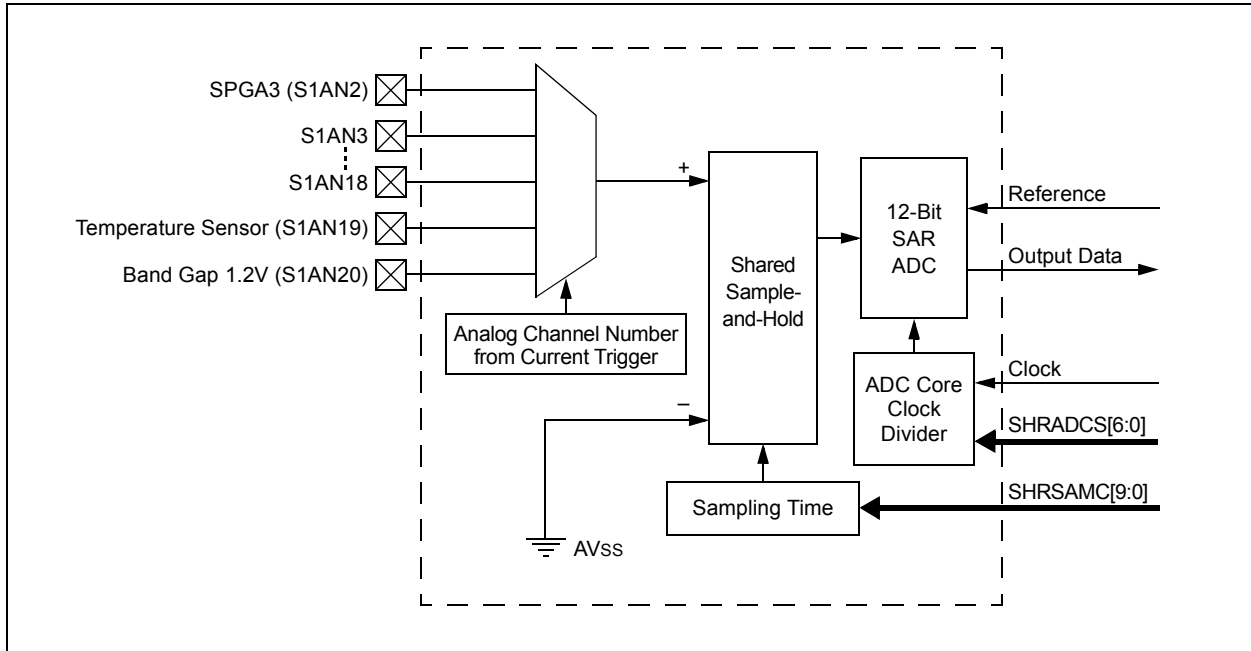 SPGA3 (S1AN2)
S1AN3
S1AN18
Temperature Sensor (S1AN19)
Band Gap 1.2V (S1AN20)
Analog Channel Number
from Current Trigger
+
–
AVSS
Shared
Sample-
and-Hold
12-Bit
SAR
ADC
Reference
Output Data
ADC Core
Clock
Divider
Clock
SHRADCS[6:0]
Sampling Time
SHRSAMC[9:0]